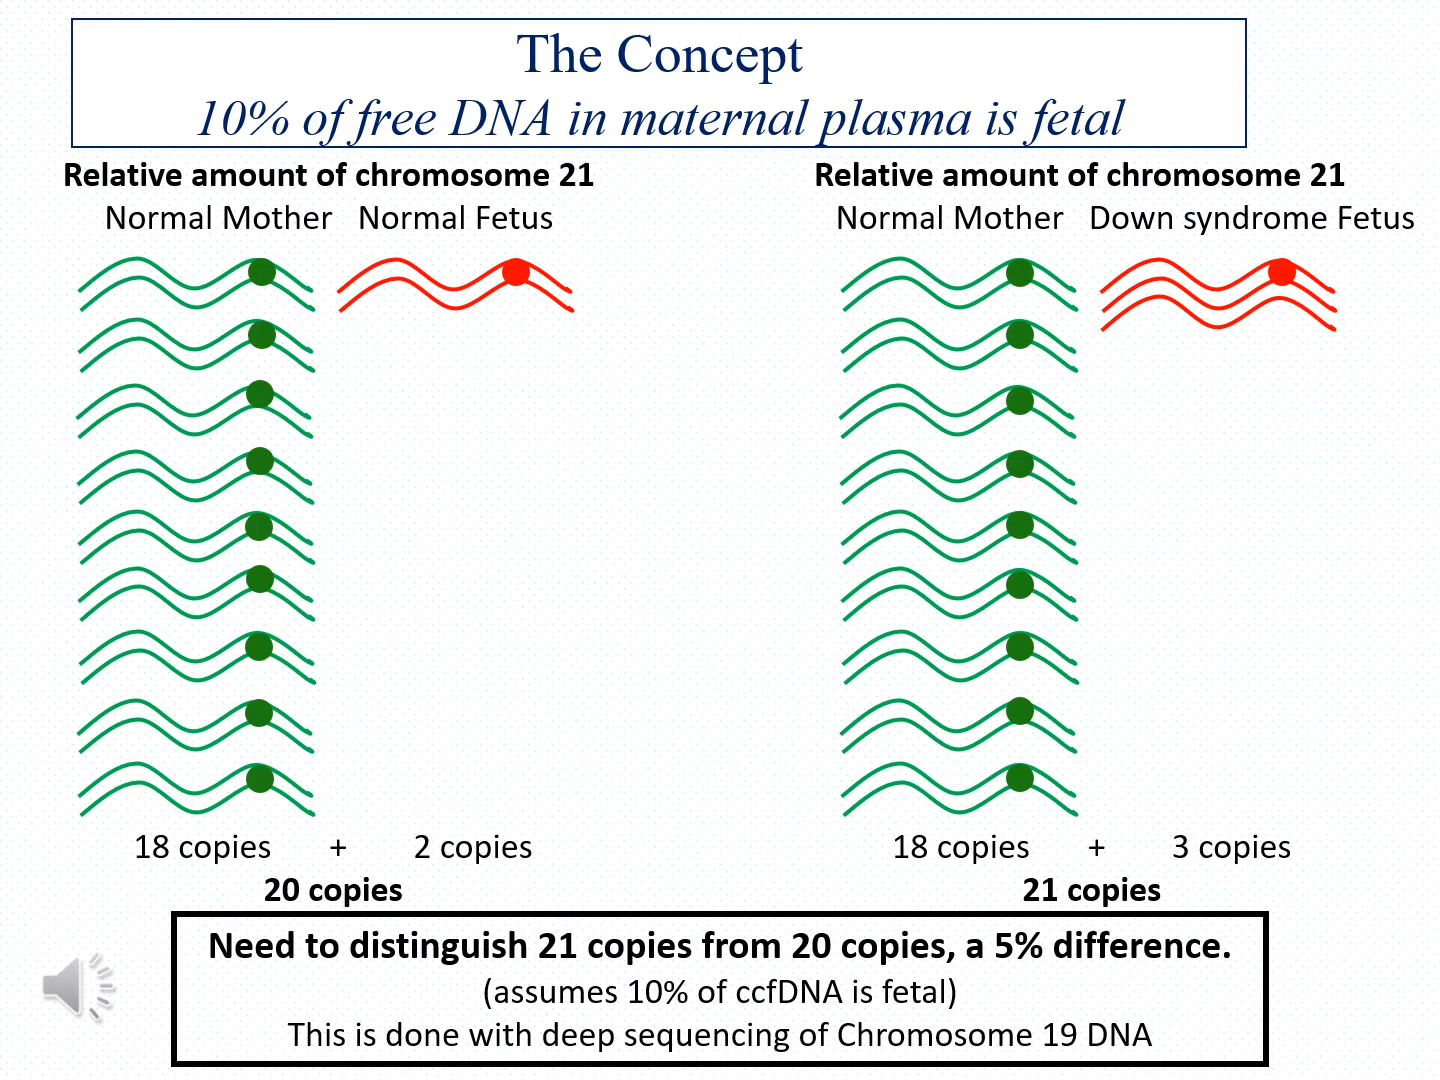 The Concept
10% of free DNA in maternal plasma is fetal
Relative amount of chromosome 21
Normal Mother Normal Fetus
18 copies + 2 copies
20 copies
Relative amount of chromosome 21
Normal Mother Down syndrome Fetus
18 copies + 3 copies
21 copies
Need to distinguish 21 copies from 20 copies, a 5% difference.
(assumes 10% of ccfDNA is fetal)
This is done with deep sequencing of Chromosome 19 DNA